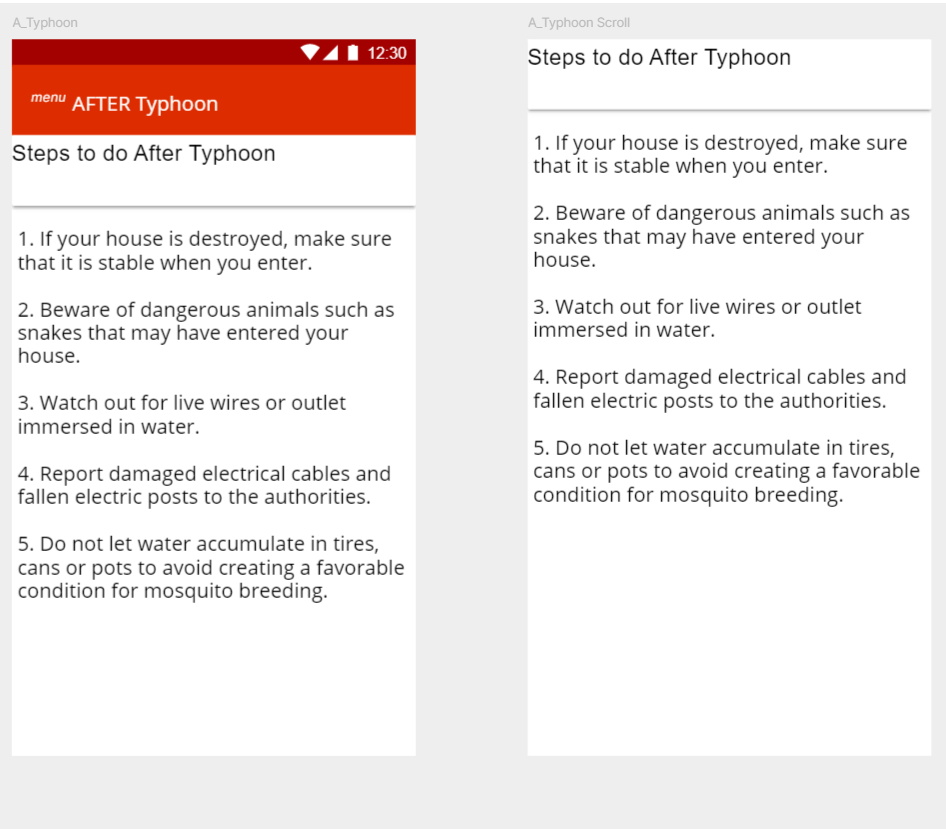 A_Typhoon
12:30
menu AFTER Typhoon
Steps to do After Typhoon
1. If your house is destroyed, make sure
that it is stable when you enter.
2. Beware of dangerous animals such as
snakes that may have entered your
house.
3. Watch out for live wires or outlet
immersed in water.
4. Report damaged electrical cables and
fallen electric posts to the authorities.
5. Do not let water accumulate in tires,
cans or pots to avoid creating a favorable
condition for mosquito breeding.
A_Typhoon Scroll
Steps to do After Typhoon
1. If your house is destroyed, make sure
that it is stable when you enter.
2. Beware of dangerous animals such as
snakes that may have entered your
house.
3. Watch out for live wires or outlet
immersed in water.
4. Report damaged electrical cables and
fallen electric posts to the authorities.
5. Do not let water accumulate in tires,
cans or pots to avoid creating a favorable
condition for mosquito breeding.